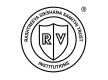 RASHTREEYA SIKSHANA SAMITHI TRUST
RV
INSTITUTIONS